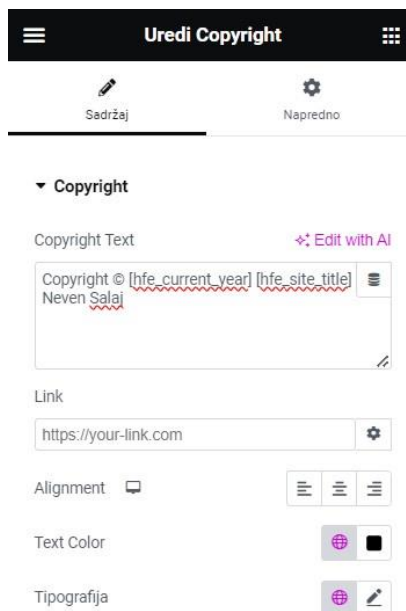 Uredi Copyright
Sadržaj
Napredno
Copyright
Copyright Text
Edit with AI
Copyright © [hfe_current_year] [hfe_site_title]
Neven Salaj
Link
https://your-link.com
Alignment
Text Color
Tipografija